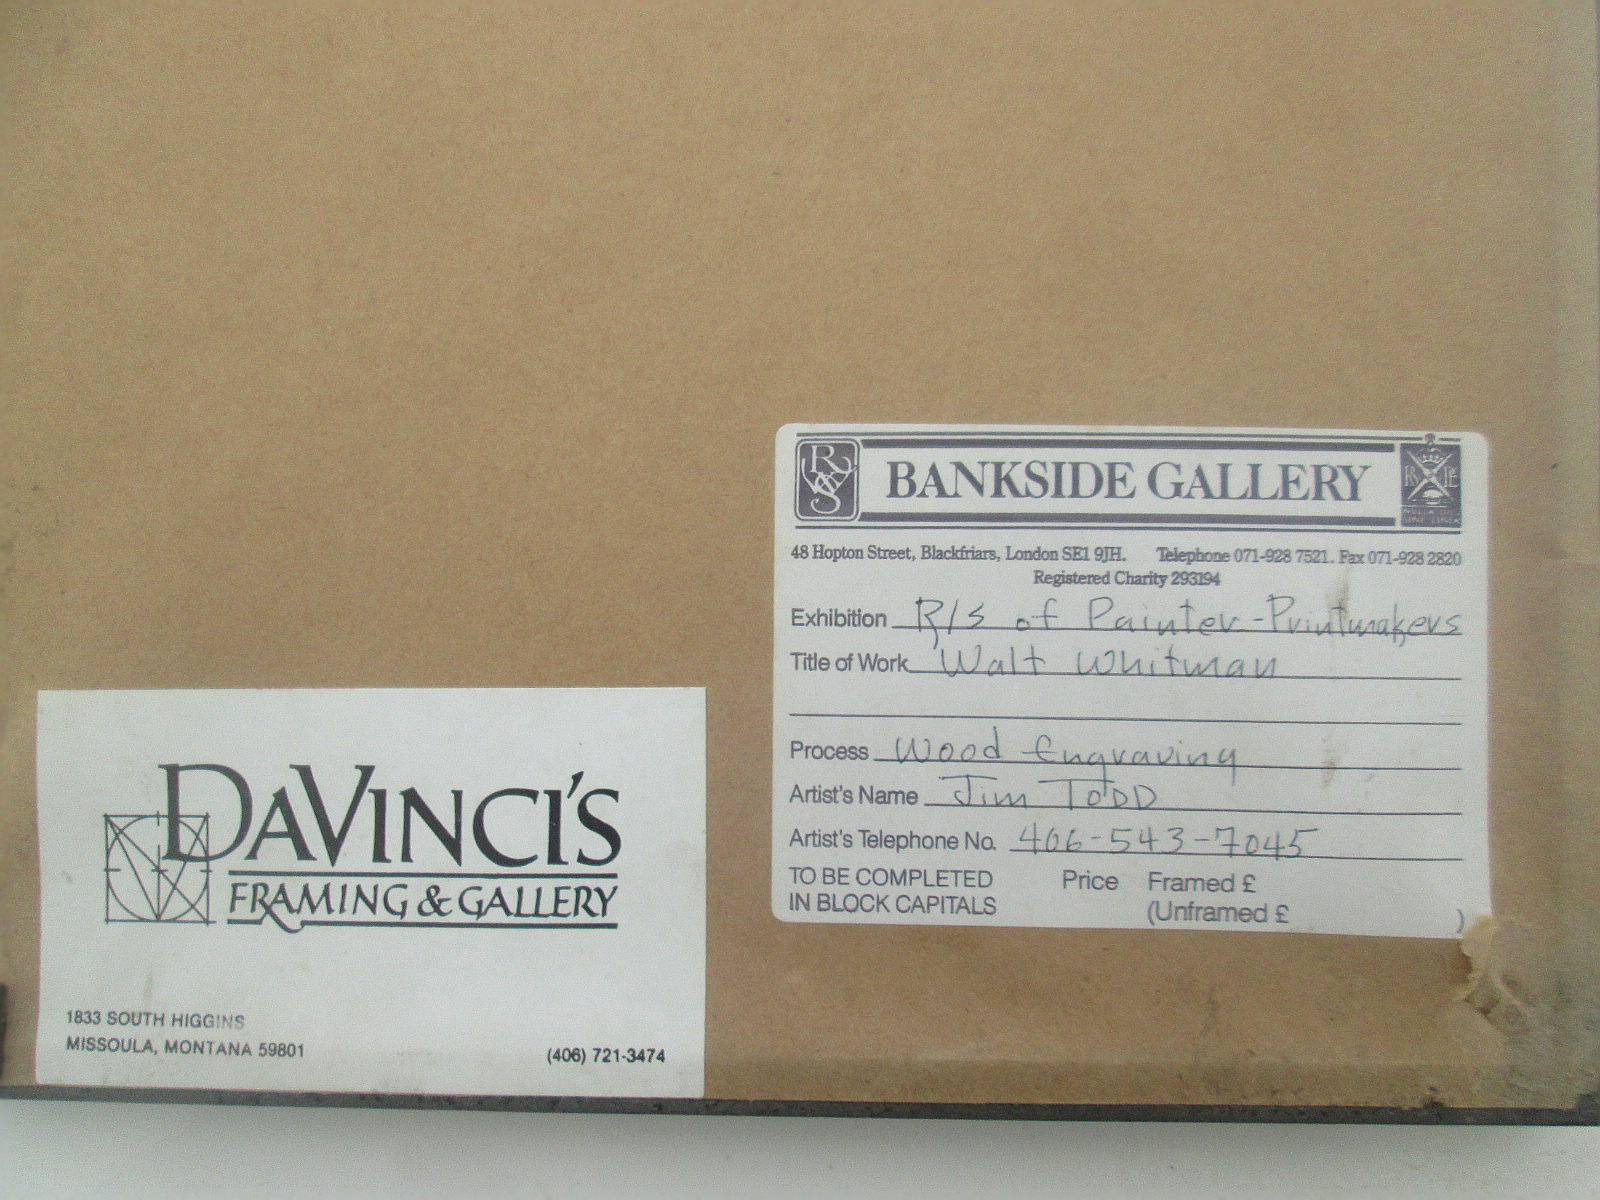 DAVINCI'S
FRAMING & GALLERY
1833 SOUTH HIGGINS
MISSOULA, MONTANA 59801
(406) 721-3474
RWS
BANKSIDE GALLERY
48 Hopton Street, Blackfriars, London SE1 9JH. Telephone 071-928 7521. Fax 071-928 2820
Registered Charity 293194
Exhibition R/S of Painter-Printmakers
Title of Work Walt Whitman
Process Wood Engraving
Artist's Name Jim TODD
Artist's Telephone No. 406-543-7045
TO BE COMPLETED Price Framed £
IN BLOCK CAPITALS (Unframed £ )